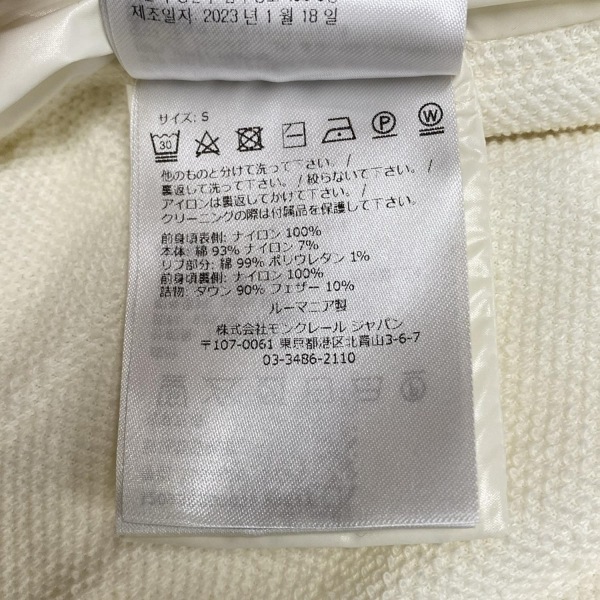 제조일자: 2023년 1월 18일
サイズ: S
30
P
W
他のものと分けて洗って下さい。/
裏返して洗って下さい。/ 絞らないで下さい。/
アイロンは裏返してかけて下さい。/
クリーニングの際は付属品を保護して下さい。
前身頃表側: ナイロン 100%
本体: 綿 93% ナイロン 7%
リブ部分: 綿 99% ポリウレタン 1%
前身頃裏側: ナイロン 100%
詰物: ダウン 90% フェザー 10%
ルーマニア製
株式会社モンクレール ジャパン
〒107-0061 東京都港区北青山3-6-7
03-3486-2110